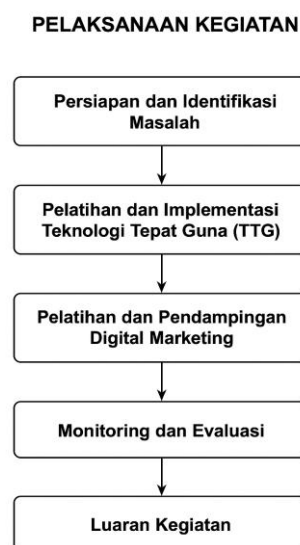 PELAKSANAAN KEGIATAN
Persiapan dan Identifikasi
Masalah
Pelatihan dan Implementasi
Teknologi Tepat Guna (TTG)
Pelatihan dan Pendampingan
Digital Marketing
Monitoring dan Evaluasi
Luaran Kegiatan